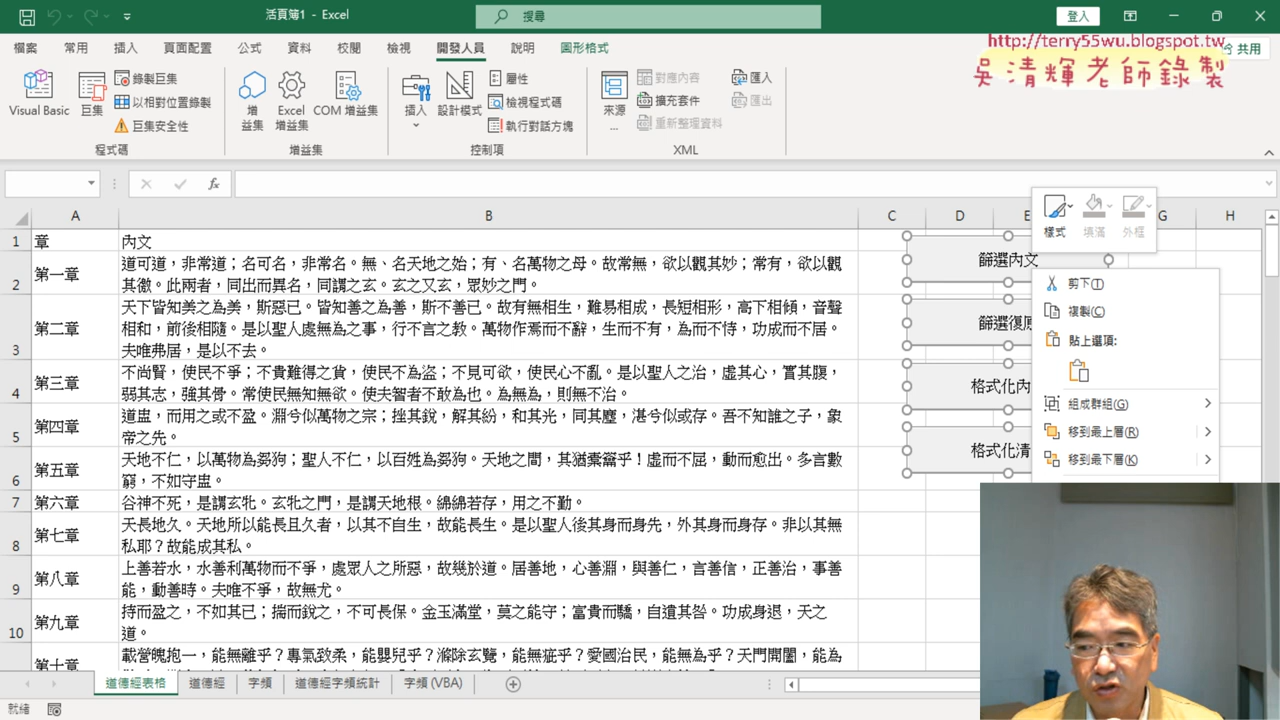 活頁簿1 - Excel
搜尋
登入
檔案 常用 插入 頁面配置 公式 資料 校閱 檢視 開發人員 說明 圖形格式
共用
http://terry55wu.blogspot.tw
吳清輝老師錄製
Visual Basic
巨集
錄製巨集
以相對位置錄製
巨集安全性
程式碼
增益集
Excel 增益集
COM 增益集
增益集
插入
設計模式
屬性
檢視程式碼
執行對話方塊
控制項
來源
...
對應內容
擴充套件
重新整理資料
匯入
匯出
XML
fx
樣式 填滿 外框
A B C D E G H
1 章 內文
2 第一章 道可道，非常道；名可名，非常名。無、名天地之始；有、名萬物之母。故常無，欲以觀其妙；常有，欲以觀
其徼。此兩者，同出而異名，同謂之玄。玄之又玄，眾妙之門。
3 第二章 天下皆知美之為美，斯惡已。皆知善之為善，斯不善已。故有無相生，難易相成，長短相形，高下相傾，音聲
相和，前後相隨。是以聖人處無為之事，行不言之教。萬物作焉而不辭，生而不有，為而不恃，功成而不居。
夫唯弗居，是以不去。
4 第三章 不尚賢，使民不爭；不貴難得之貨，使民不為盜；不見可欲，使民心不亂。是以聖人之治，虛其心，實其腹，
弱其志，強其骨。常使民無知無欲。使夫智者不敢為也。為無為，則無不治。
5 第四章 道盅，而用之或不盈。淵兮似萬物之宗；挫其銳，解其紛，和其光，同其塵，湛兮似或存。吾不知誰之子，象
帝之先。
6 第五章 天地不仁，以萬物為芻狗；聖人不仁，以百姓為芻狗。天地之間，其猶橐籥乎！虛而不屈，動而愈出。多言數
窮，不如守盅。
7 第六章 谷神不死，是謂玄牝。玄牝之門，是謂天地根。綿綿若存，用之不勤。
8 第七章 天長地久。天地所以能長且久者，以其不自生，故能長生。是以聖人後其身而身先，外其身而身存。非以其無
私耶？故能成其私。
9 第八章 上善若水，水善利萬物而不爭，處眾人之所惡，故幾於道。居善地，心善淵，與善仁，言善信，正善治，事善
能，動善時。夫唯不爭，故無尤。
10 第九章 持而盈之，不如其已；揣而銳之，不可長保。金玉滿堂，莫之能守；富貴而驕，自遺其咎。功成身退，天之
道。
第十 載營魄抱一，能無離乎？專氣致柔，能嬰兒乎？滌除玄覽，能無疵乎？愛國治民，能無為乎？天門開闔，能為
篩選內文
篩選復原
格式化內
格式化清
剪下(T)
複製(C)
貼上選項:
組成群組(G)
移到最上層(R)
移到最下層(K)
道德經表格 道德經 字頻 道德經字頻統計 字頻 (VBA)
就緒